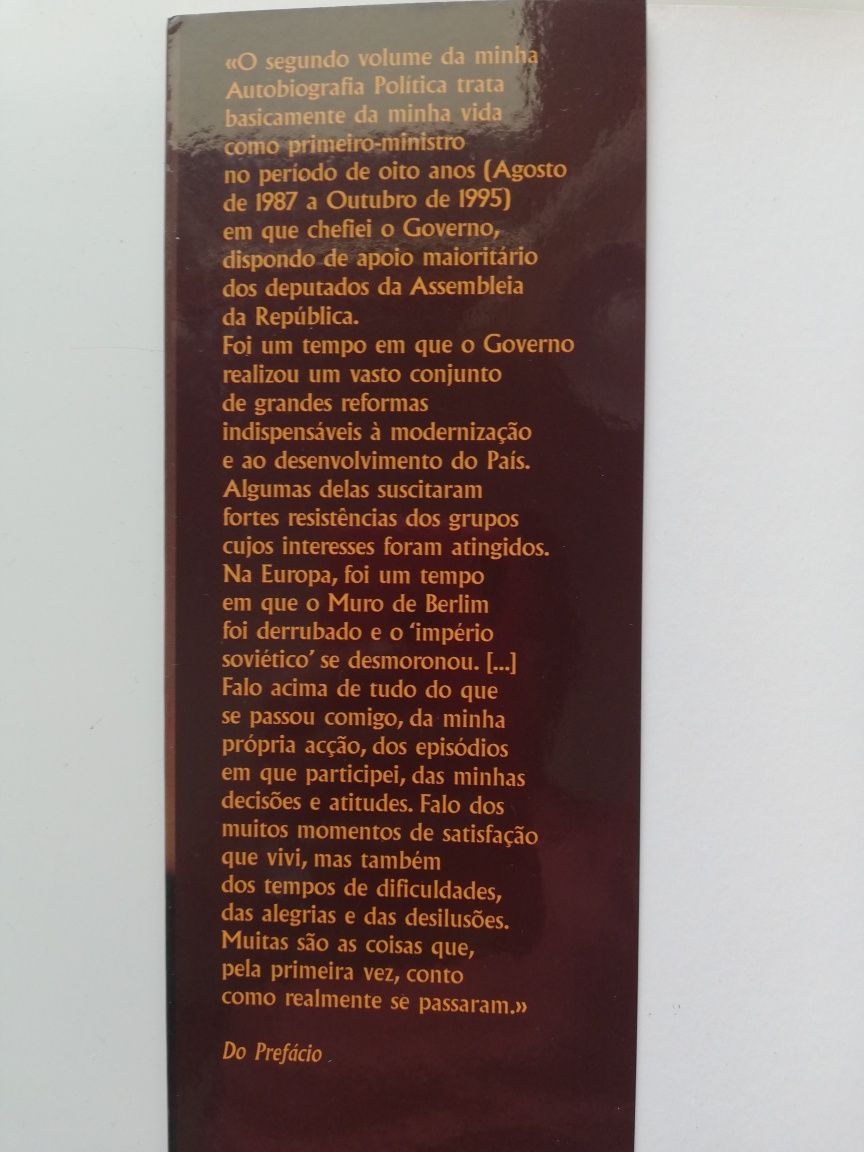 «O segundo volume da minha
Autobiografia Política trata
basicamente da minha vida
como primeiro-ministro
no período de oito anos (Agosto
de 1987 a Outubro de 1995)
em que chefiei o Governo,
dispondo de apoio maioritário
dos deputados da Assembleia
da República.
Foi um tempo em que o Governo
realizou um vasto conjunto
de grandes reformas
indispensáveis à modernização
e ao desenvolvimento do País.
Algumas delas suscitaram
fortes resistências dos grupos
cujos interesses foram atingidos.
Na Europa, foi um tempo
em que o Muro de Berlim
foi derrubado e o ‘império
soviético’ se desmoronou. [...]
Falo acima de tudo do que
se passou comigo, da minha
própria acção, dos episódios
em que participei, das minhas
decisões e atitudes. Falo dos
muitos momentos de satisfação
que vivi, mas também
dos tempos de dificuldades,
das alegrias e das desilusões.
Muitas são as coisas que,
pela primeira vez, conto
como realmente se passaram.»
Do Prefácio